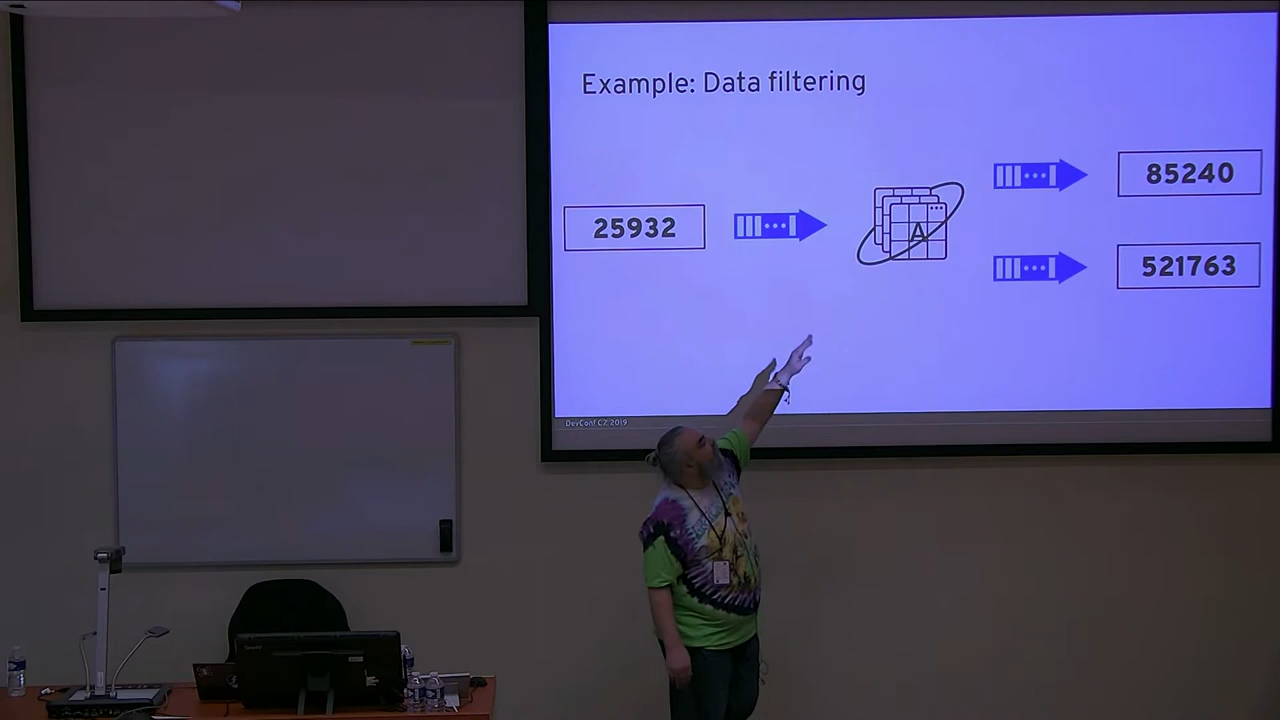 Example: Data filtering
25932
A
85240
521763
DevConf CZ, 2019